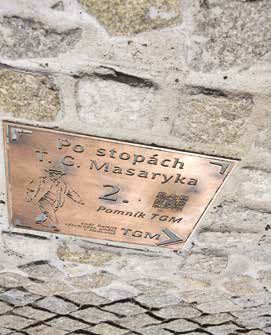 Po stopách
T. G. Masaryka
2.
Pomník TGM
TGM